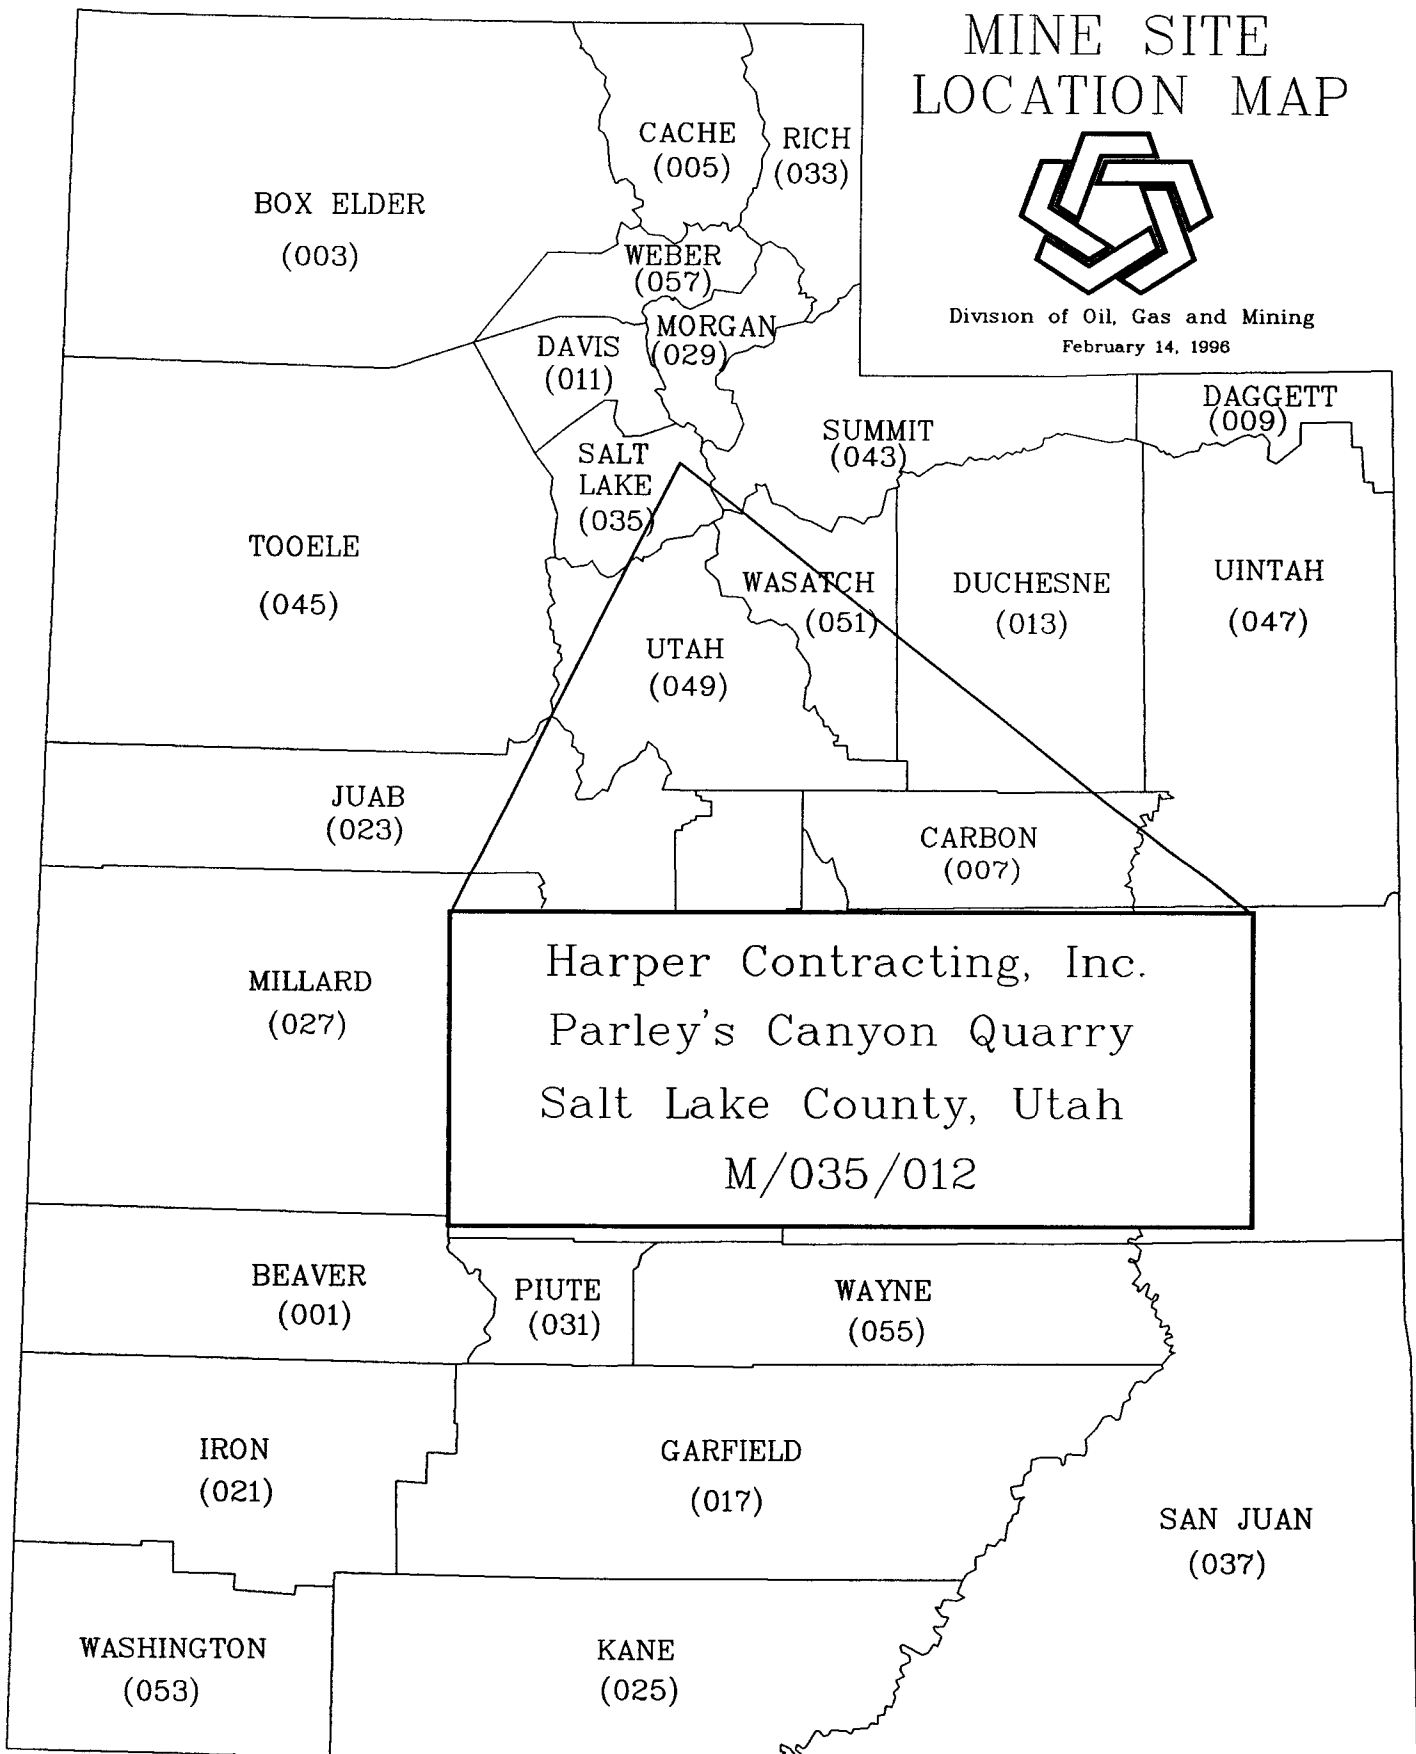 MINE SITE
LOCATION MAP
Division of Oil, Gas and Mining
February 14, 1996
CACHE
(005)
RICH
(033)
BOX ELDER
(003)
WEBER
(057)
MORGAN
(029)
DAVIS
(011)
DAGGETT
(009)
SUMMIT
(043)
SALT
LAKE
(035)
TOOELE
(045)
WASATCH
(051)
DUCHESNE
(013)
UINTAH
(047)
UTAH
(049)
JUAB
(023)
CARBON
(007)
MILLARD
(027)
Harper Contracting, Inc.
Parley's Canyon Quarry
Salt Lake County, Utah
M/035/012
BEAVER
(001)
PIUTE
(031)
WAYNE
(055)
IRON
(021)
GARFIELD
(017)
SAN JUAN
(037)
WASHINGTON
(053)
KANE
(025)